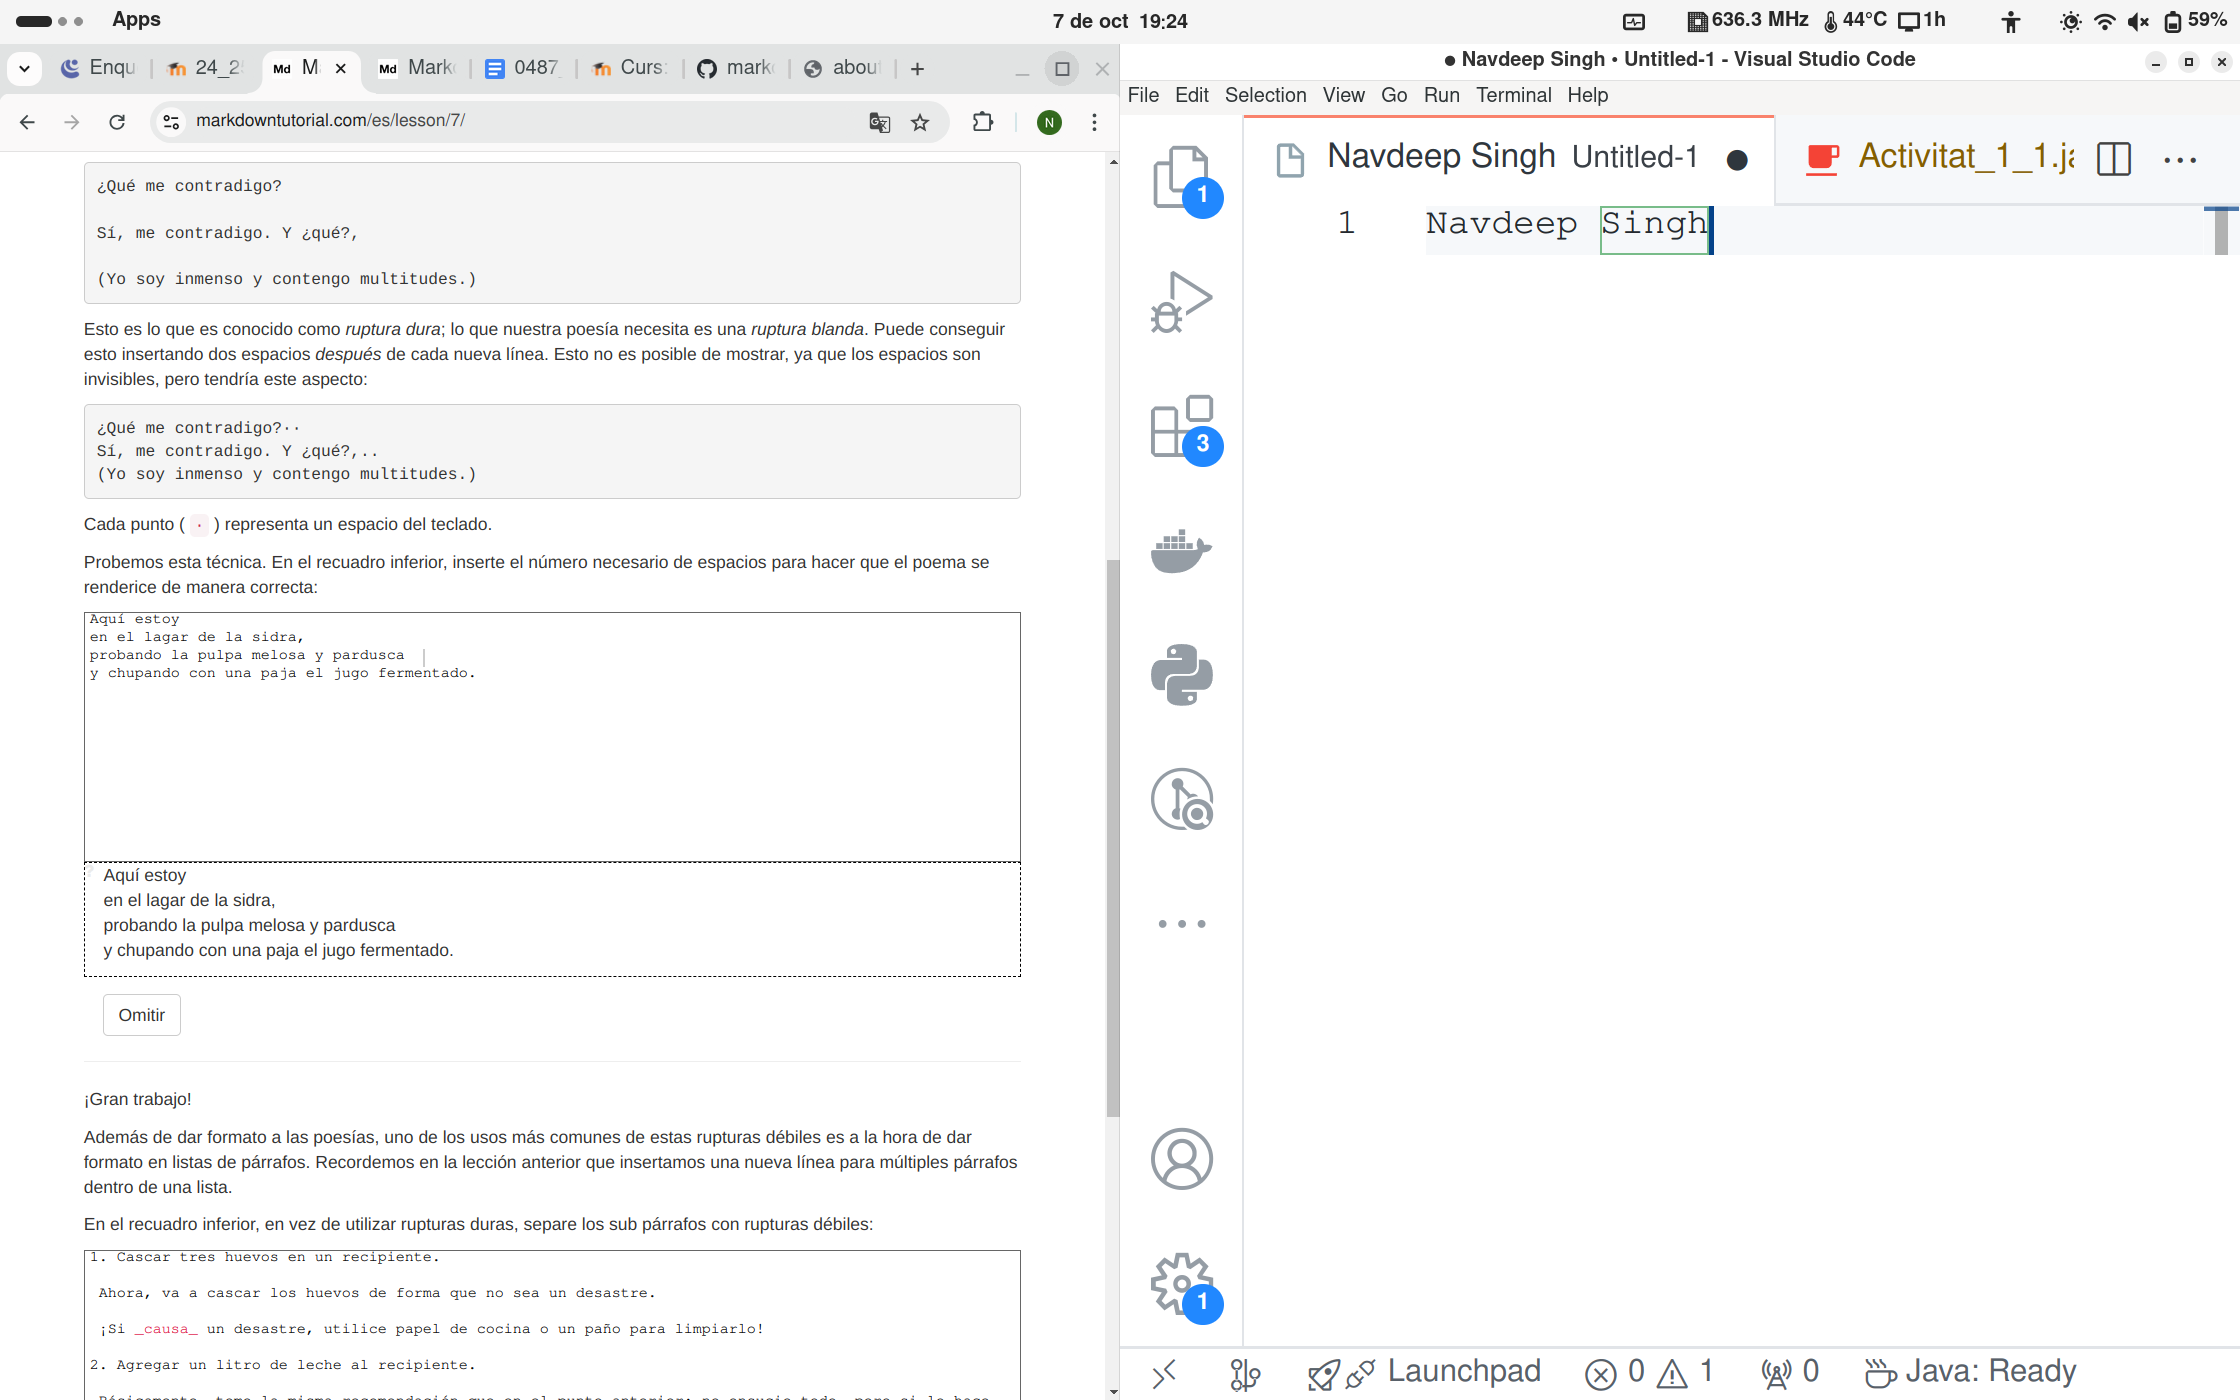 Apps
7 de oct 19:24
636.3 MHz 44°C 1h
59%
Enqu
24_2
Md M
Md Mark
0487
Curs
mark
abou
markdowntutorial.com/es/lesson/7/
N
¿Qué me contradigo?
Sí, me contradigo. Y ¿qué?,
(Yo soy inmenso y contengo multitudes.)
Esto es lo que es conocido como ruptura dura; lo que nuestra poesía necesita es una ruptura blanda. Puede conseguir
esto insertando dos espacios después de cada nueva línea. Esto no es posible de mostrar, ya que los espacios son
invisibles, pero tendría este aspecto:
¿Qué me contradigo?··
Sí, me contradigo. Y ¿qué?,..
(Yo soy inmenso y contengo multitudes.)
Cada punto ( · ) representa un espacio del teclado.
Probemos esta técnica. En el recuadro inferior, inserte el número necesario de espacios para hacer que el poema se
renderice de manera correcta:
Aquí estoy
en el lagar de la sidra,
probando la pulpa melosa y pardusca
y chupando con una paja el jugo fermentado.
Aquí estoy
en el lagar de la sidra,
probando la pulpa melosa y pardusca
y chupando con una paja el jugo fermentado.
Omitir
¡Gran trabajo!
Además de dar formato a las poesías, uno de los usos más comunes de estas rupturas débiles es a la hora de dar
formato en listas de párrafos. Recordemos en la lección anterior que insertamos una nueva línea para múltiples párrafos
dentro de una lista.
En el recuadro inferior, en vez de utilizar rupturas duras, separe los sub párrafos con rupturas débiles:
1. Cascar tres huevos en un recipiente.
Ahora, va a cascar los huevos de forma que no sea un desastre.
¡Si _causa_ un desastre, utilice papel de cocina o un paño para limpiarlo!
2. Agregar un litro de leche al recipiente.
● Navdeep Singh • Untitled-1 - Visual Studio Code
File Edit Selection View Go Run Terminal Help
Navdeep Singh Untitled-1 ●
Activitat_1_1.ja
1 Navdeep Singh
1
3
1
Launchpad 0 1 0 Java: Ready